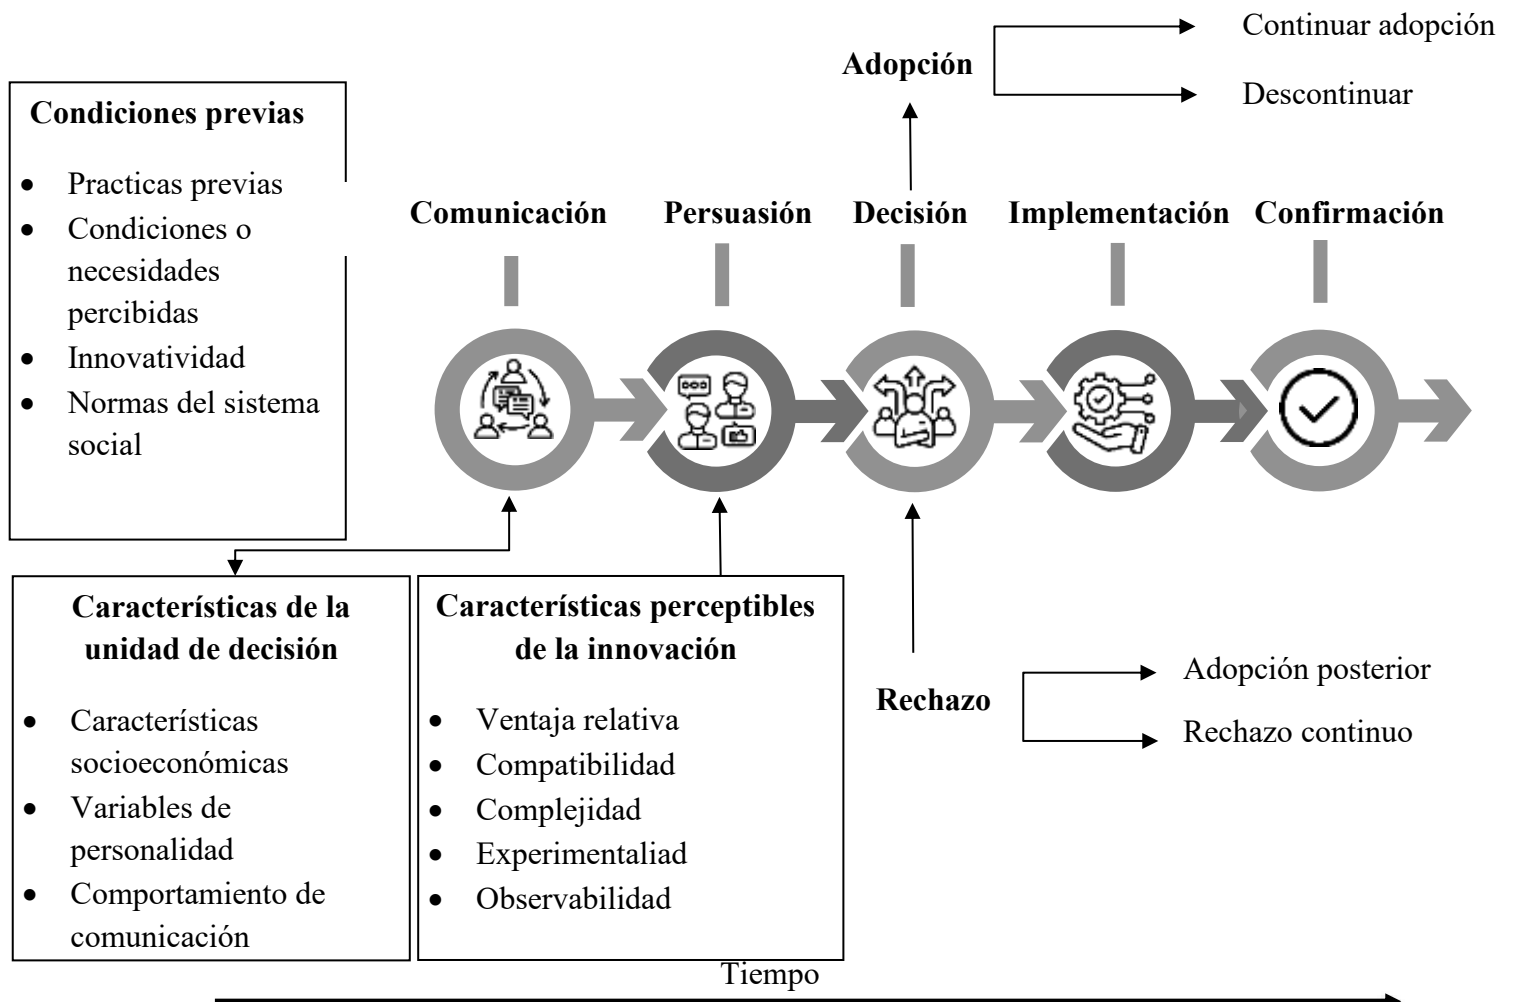 Continuar adopción
Adopción
Descontinuar
Condiciones previas
• Practicas previas
• Condiciones o
necesidades
percibidas
• Innovatividad
• Normas del sistema
social
Comunicación
Persuasión
Decisión
Implementación
Confirmación
Características de la
unidad de decisión
• Características
socioeconómicas
• Variables de
personalidad
• Comportamiento de
comunicación
Características perceptibles
de la innovación
• Ventaja relativa
• Compatibilidad
• Complejidad
• Experimentaliad
• Observabilidad
Rechazo
Adopción posterior
Rechazo continuo
Tiempo